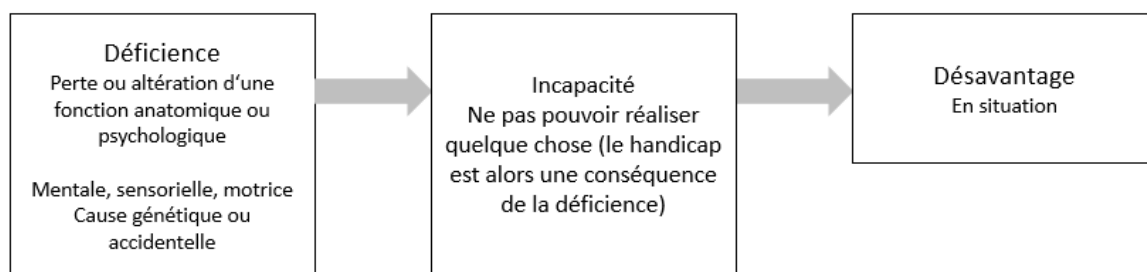 Déficience
Perte ou altération d‘une
fonction anatomique ou
psychologique
Mentale, sensorielle, motrice
Cause génétique ou
accidentelle
Incapacité
Ne pas pouvoir réaliser
quelque chose (le handicap
est alors une conséquence
de la déficience)
Désavantage
En situation